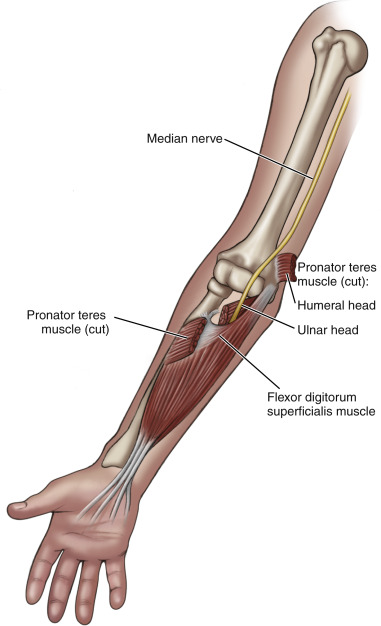 Median nerve
Pronator teres
muscle (cut):
Humeral head
Ulnar head
Pronator teres
muscle (cut)
Flexor digitorum
superficialis muscle